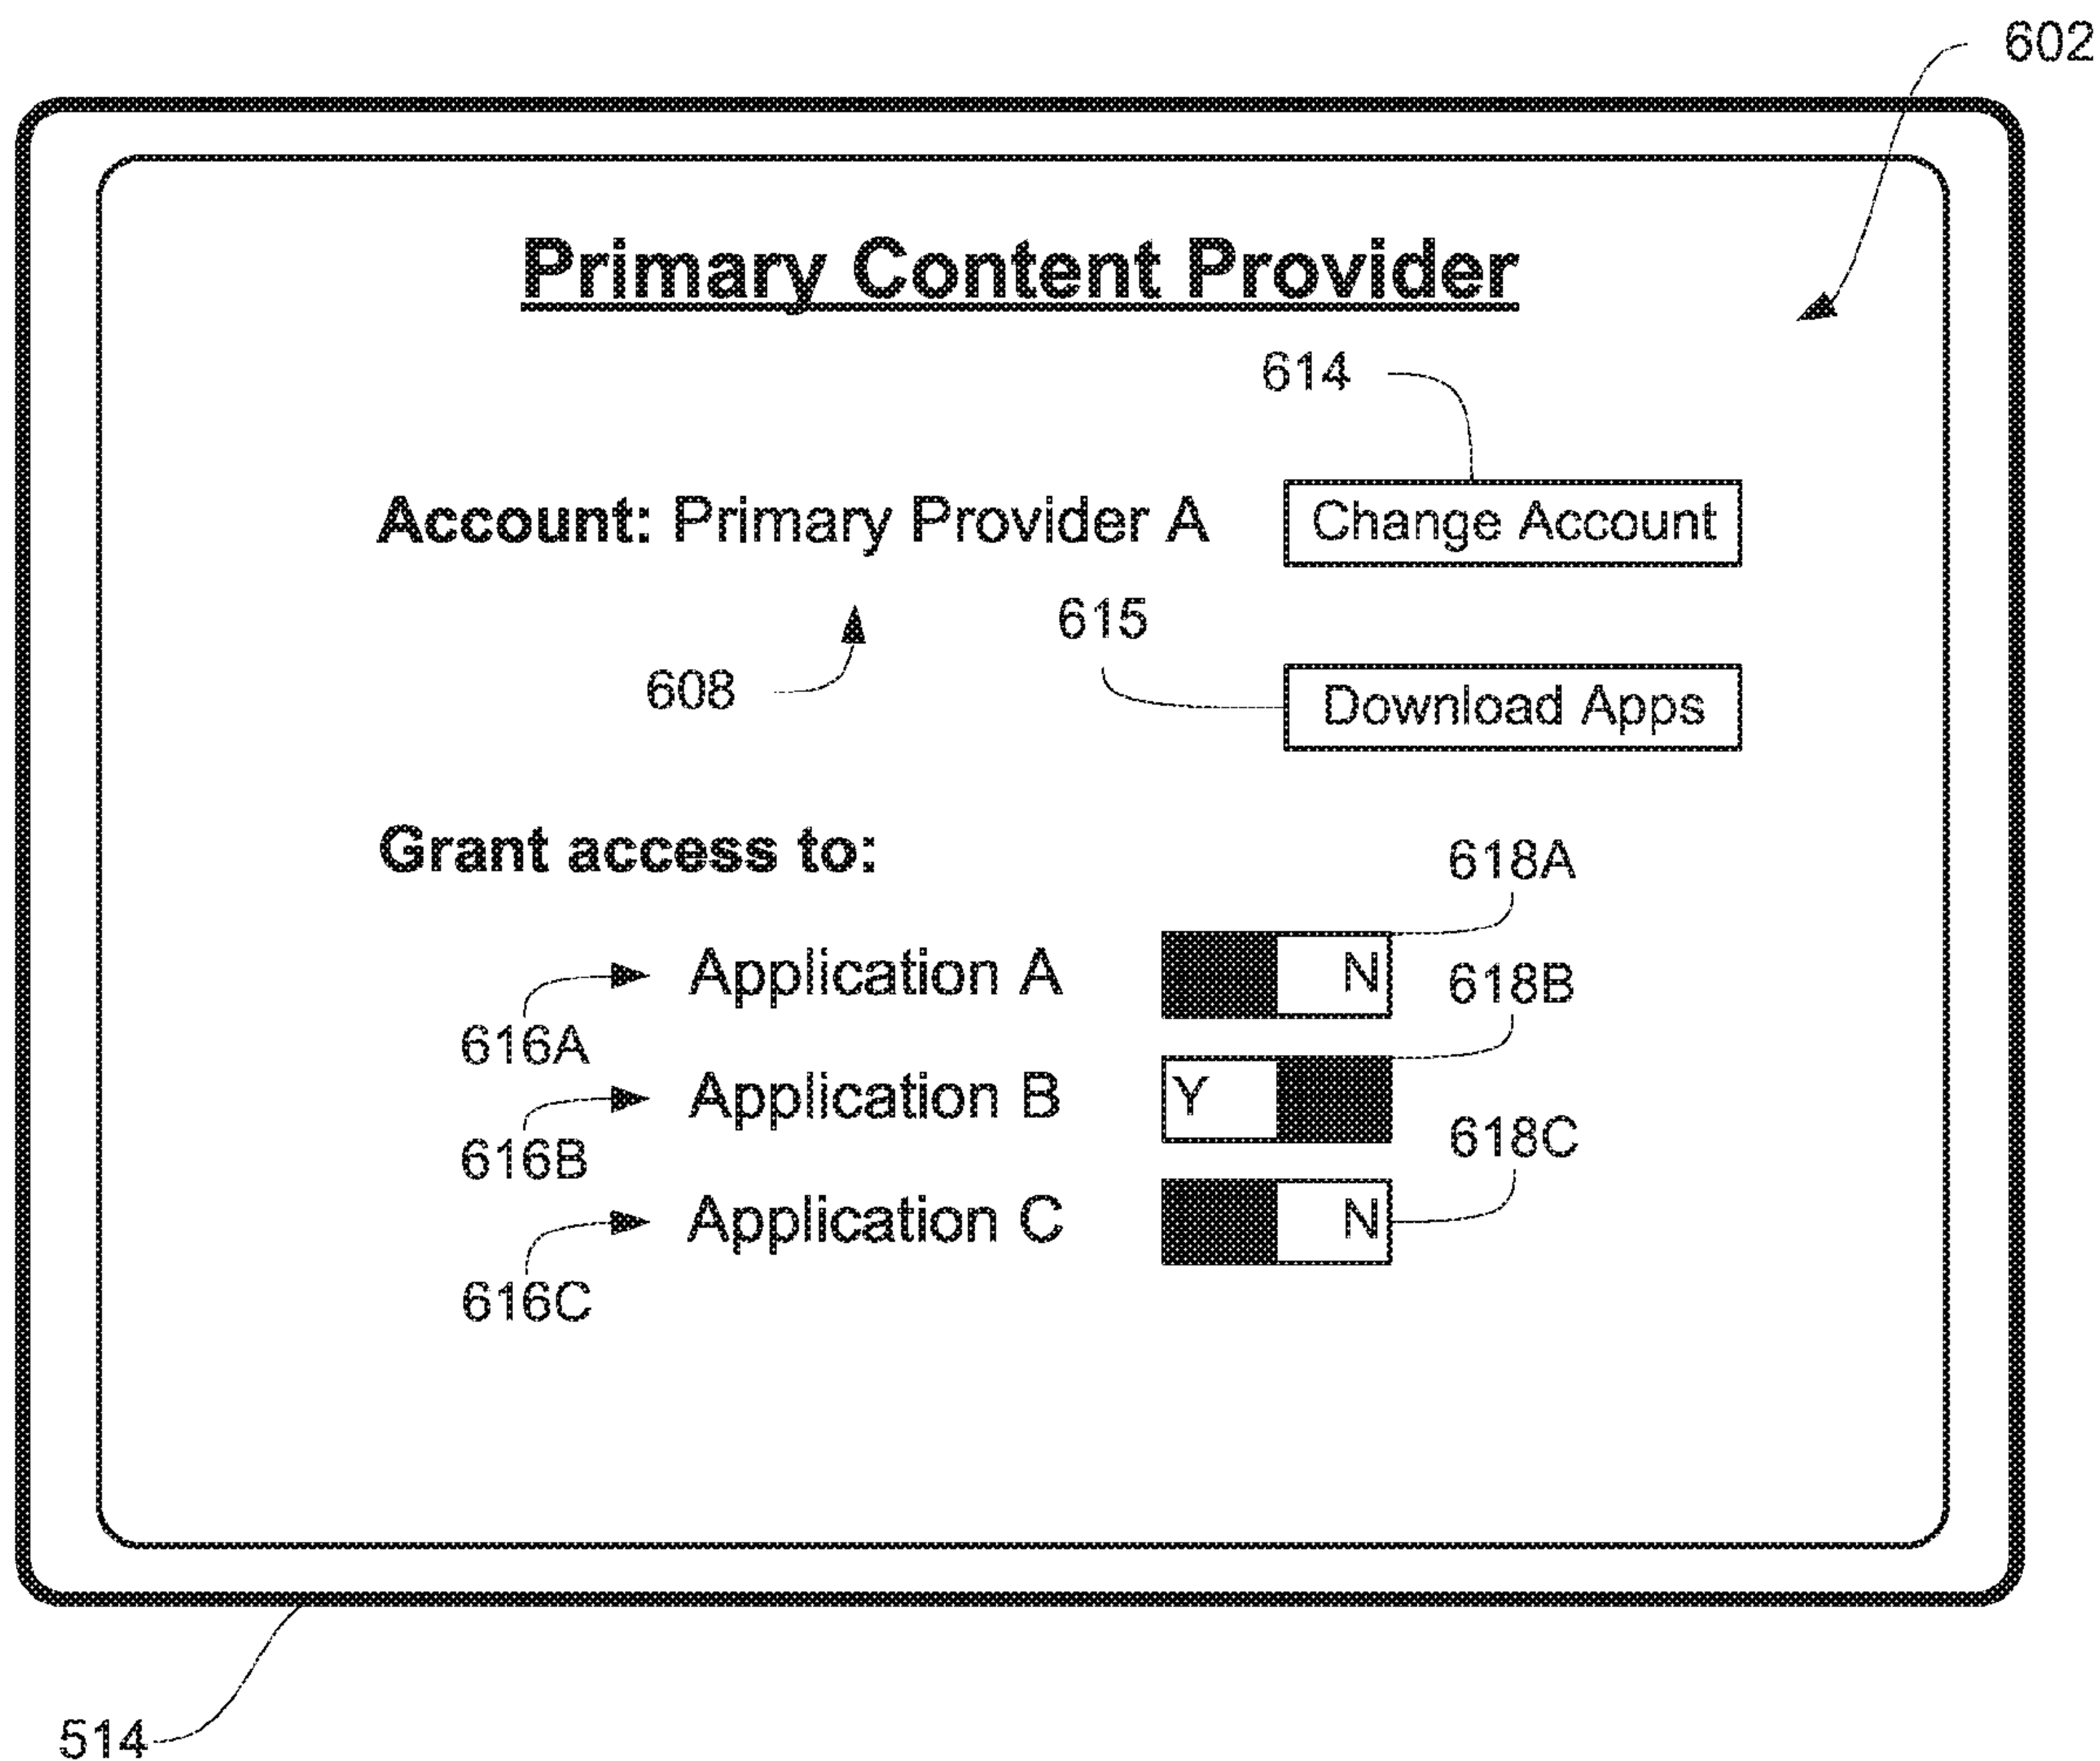 602
Primary Content Provider
614
Account: Primary Provider A
Change Account
615
608
Download Apps
Grant access to:
618A
Application A
N
618B
616A
Application B
Y
616B
618C
Application C
N
616C
514